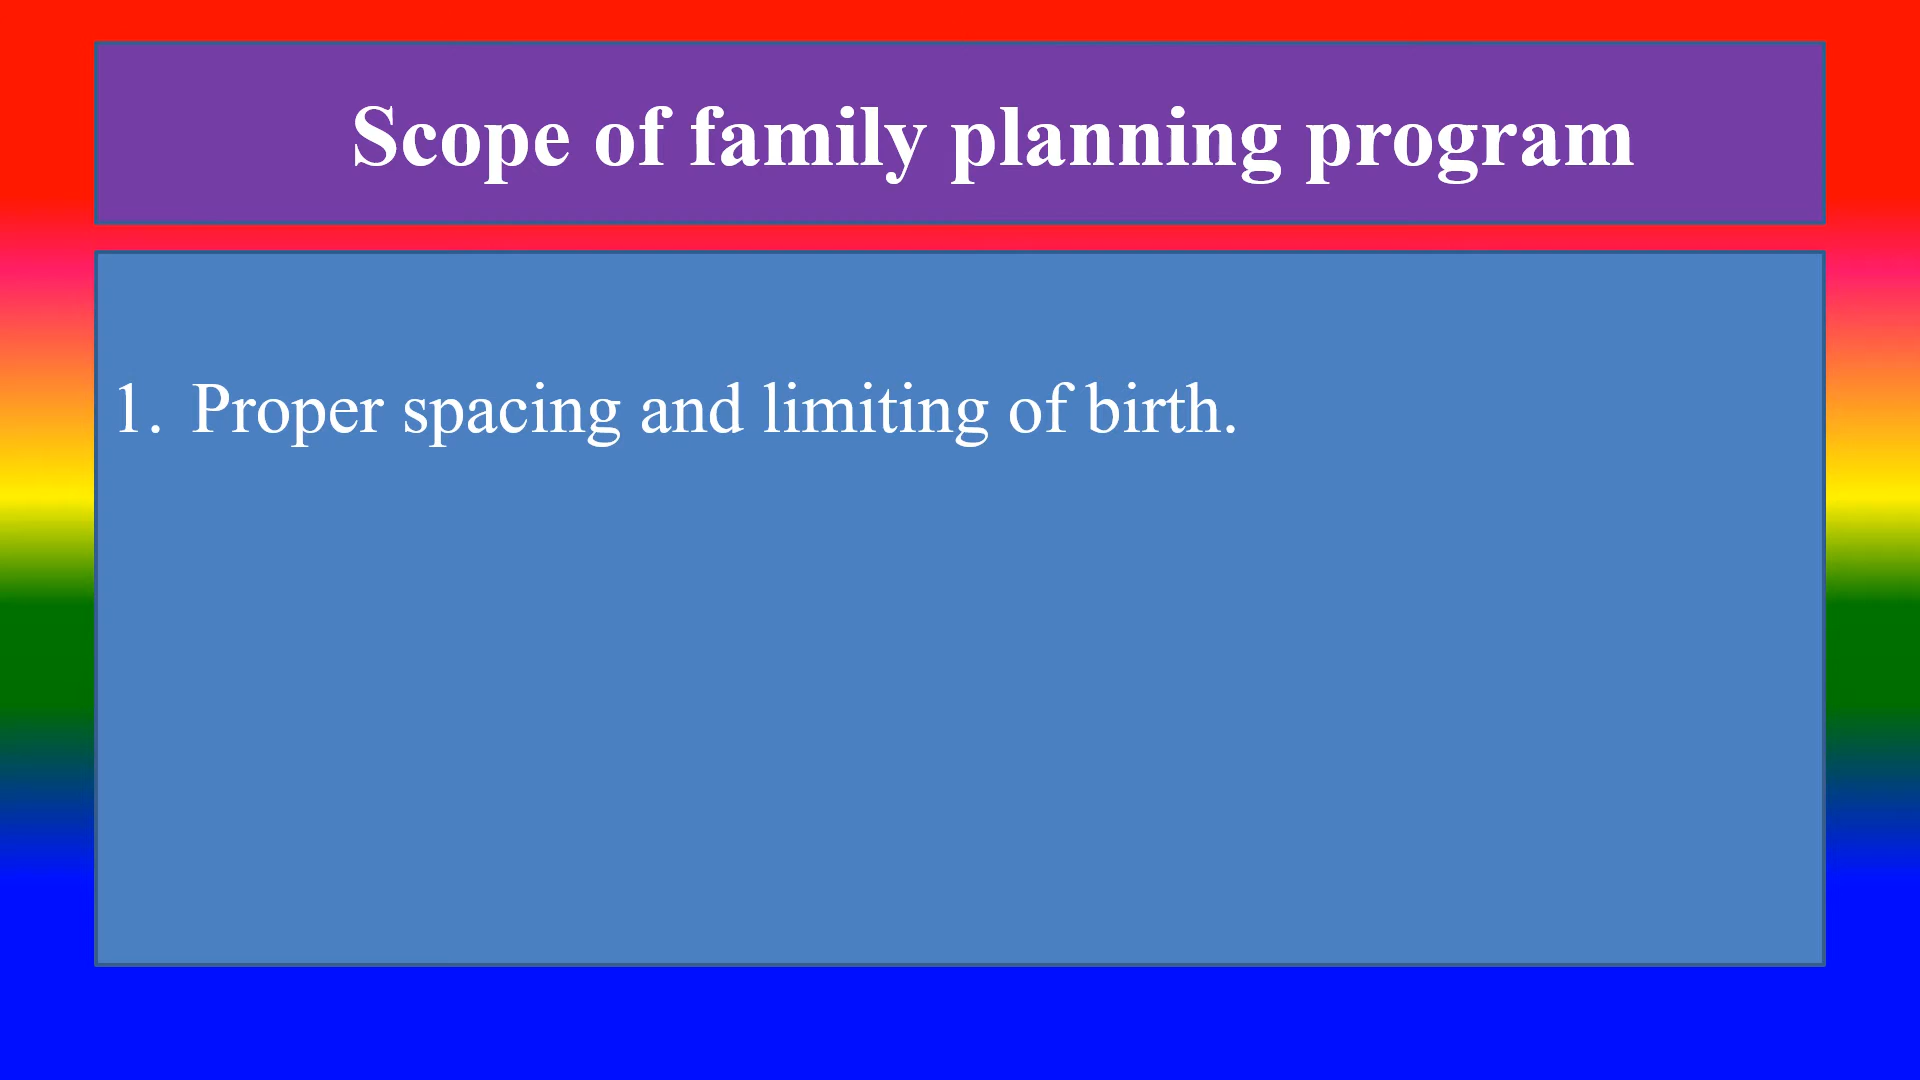 Scope of family planning program
1. Proper spacing and limiting of birth.